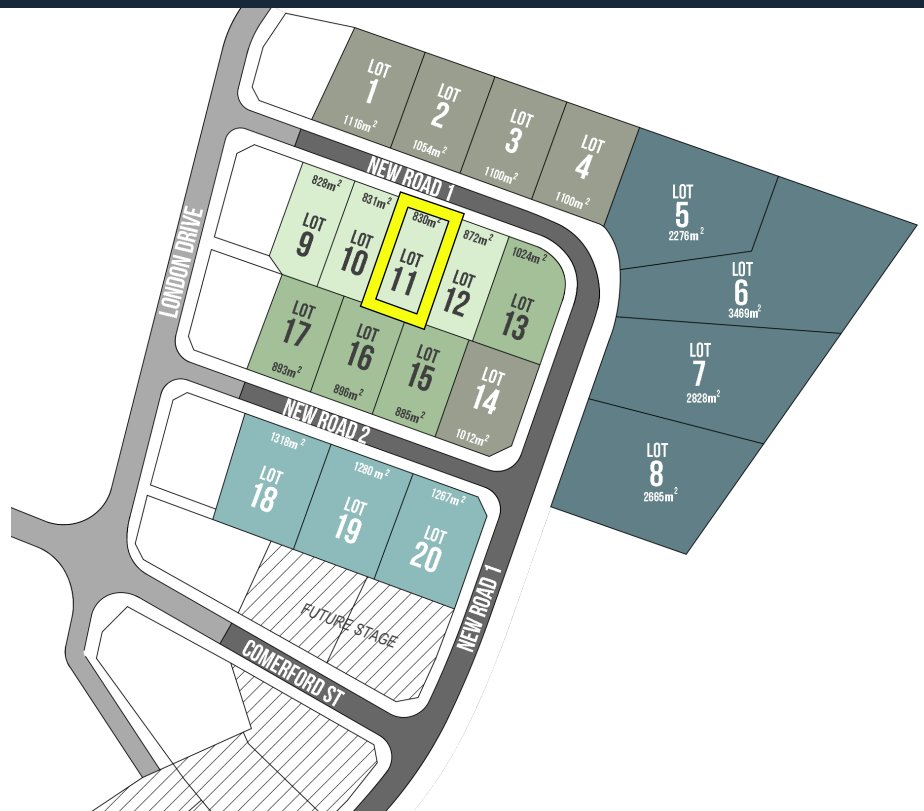 LOT
1
1116m²
LOT
2
1054m²
LOT
3
1100m²
LOT
4
1100m²
LOT
5
2276m²
LOT
6
3469m²
LOT
7
2828m²
LOT
8
2665m²
NEW ROAD 1
LONDON DRIVE
828m²
LOT
9
831m²
LOT
10
830m²
LOT
11
872m²
LOT
12
1024m²
LOT
13
LOT
17
893m²
LOT
16
896m²
LOT
15
885m²
LOT
14
1012m²
NEW ROAD 2
1318m²
LOT
18
1280 m²
LOT
19
1267m²
LOT
20
FUTURE STAGE
NEW ROAD 1
COMERFORD ST